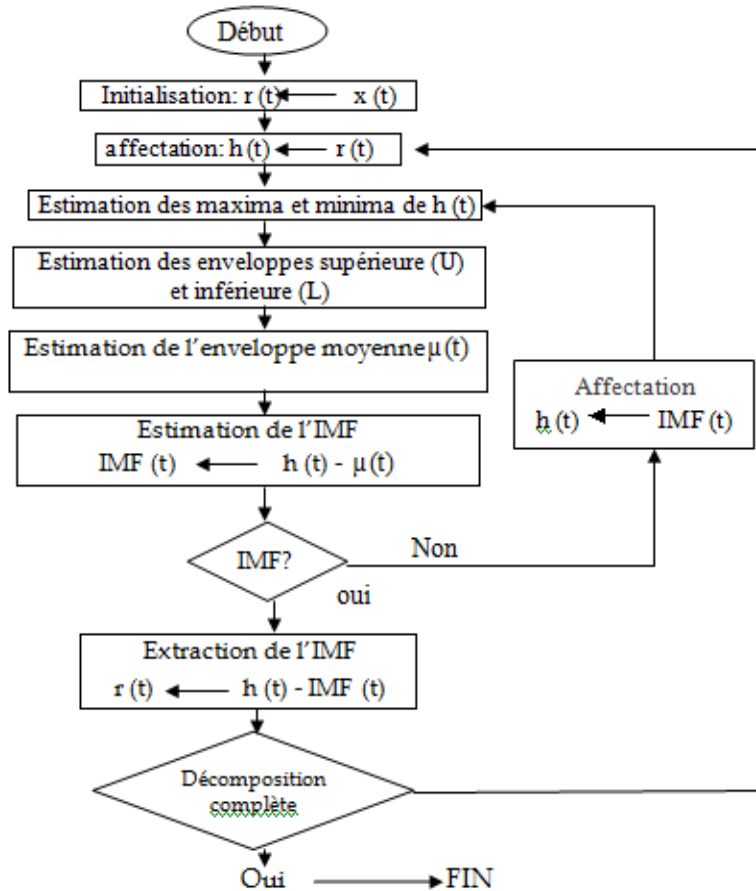 Début
Initialisation: r (t) ← x (t)
affectation: h (t) ← r (t)
Estimation des maxima et minima de h (t)
Estimation des enveloppes supérieure (U)
et inférieure (L)
Estimation de l'enveloppe moyenne µ (t)
Affectation
h (t) ← IMF (t)
Estimation de l'IMF
IMF (t) ← h (t) - µ (t)
IMF?
Non
oui
Extraction de l'IMF
r (t) ← h (t) - IMF (t)
Décomposition
complète
Oui → FIN